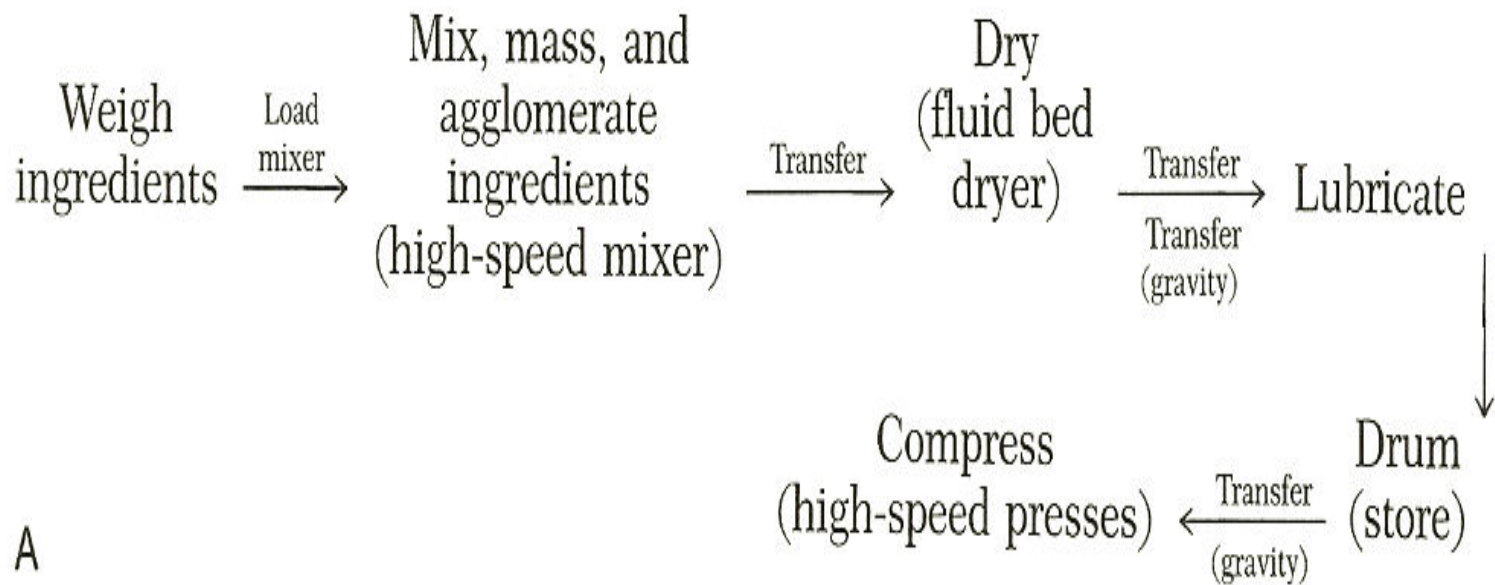 Weigh
ingredients
Load
mixer
Mix, mass, and
agglomerate
ingredients
(high-speed mixer)
Transfer
Dry
(fluid bed
dryer)
Transfer
Transfer
(gravity)
Lubricate
Drum
(store)
Transfer
(gravity)
Compress
(high-speed presses)
A